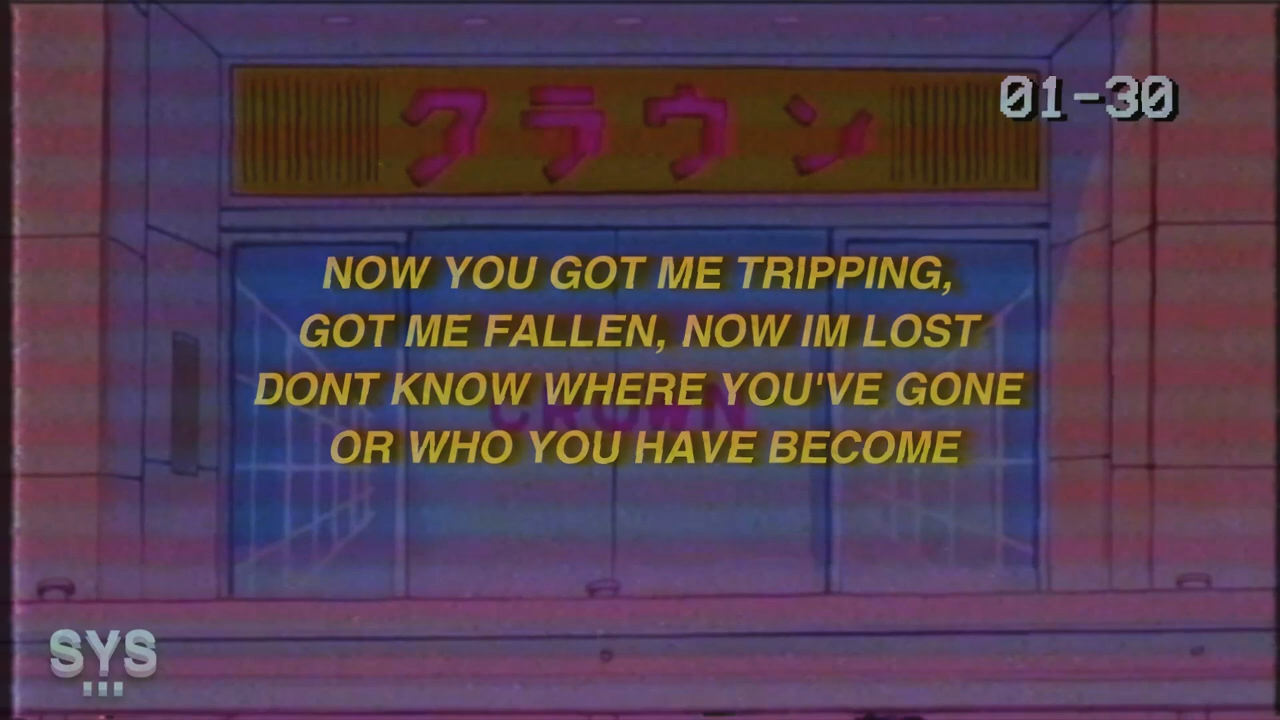 クラウン
01-30
NOW YOU GOT ME TRIPPING,
GOT ME FALLEN, NOW IM LOST
DONT KNOW WHERE YOU'VE GONE
CROWN
OR WHO YOU HAVE BECOME
SYS